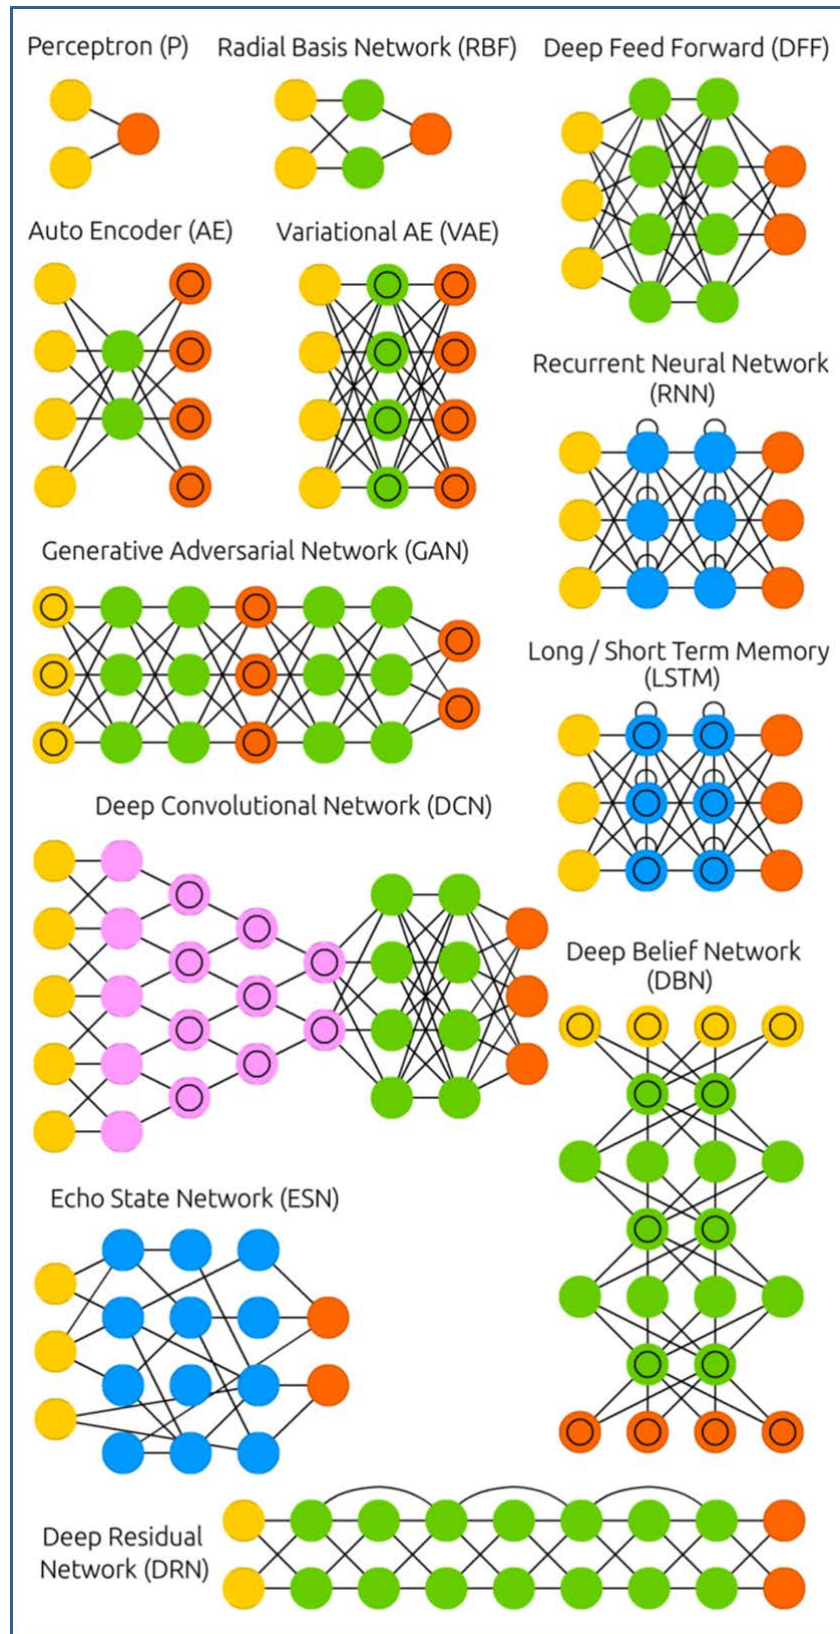 Perceptron (P)
Radial Basis Network (RBF)
Deep Feed Forward (DFF)
Auto Encoder (AE)
Variational AE (VAE)
Recurrent Neural Network
(RNN)
Generative Adversarial Network (GAN)
Long / Short Term Memory
(LSTM)
Deep Convolutional Network (DCN)
Deep Belief Network
(DBN)
Echo State Network (ESN)
Deep Residual
Network (DRN)